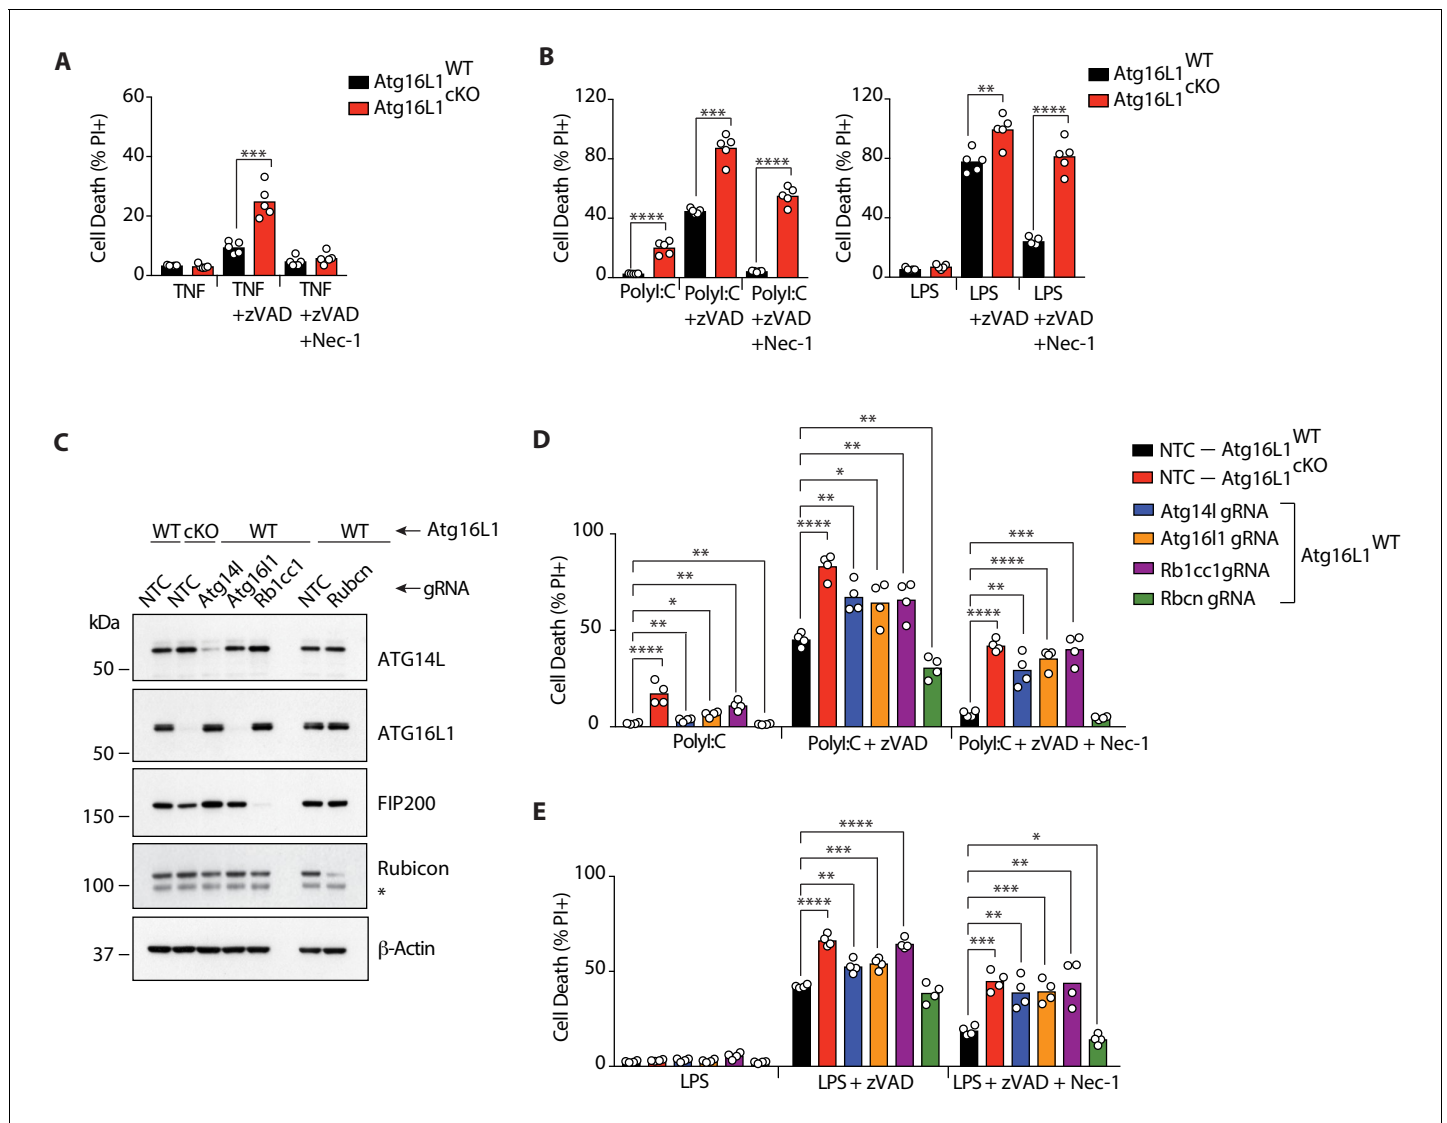 A
Atg16L1WT
Atg16L1cKO
Cell Death (% PI+)
60
40
20
0
***
TNF
TNF
+zVAD
TNF
+zVAD
+Nec-1
B
Atg16L1WT
Atg16L1cKO
Cell Death (% PI+)
120
80
40
0
****
***
****
PolyI:C
PolyI:C
+zVAD
PolyI:C
+zVAD
+Nec-1
Cell Death (% PI+)
120
80
40
0
**
****
LPS
LPS
+zVAD
LPS
+zVAD
+Nec-1
C
WT cKO WT WT ← Atg16L1
NTC NTC Atg14l Atg16l1 Rb1cc1 NTC Rubcn ← gRNA
kDa
50 – ATG14L
50 – ATG16L1
150 – FIP200
100 – Rubicon
*
37 – β-Actin
D
NTC – Atg16L1WT
NTC – Atg16L1cKO
Atg14l gRNA
Atg16l1 gRNA
Rb1cc1gRNA
Rbcn gRNA
Atg16L1WT
Cell Death (% PI+)
100
50
0
**
**
*
**
****
**
**
*
**
****
***
****
**
****
PolyI:C
PolyI:C + zVAD
PolyI:C + zVAD + Nec-1
E
Cell Death (% PI+)
100
50
0
****
***
**
****
*
**
***
**
***
LPS
LPS + zVAD
LPS + zVAD + Nec-1